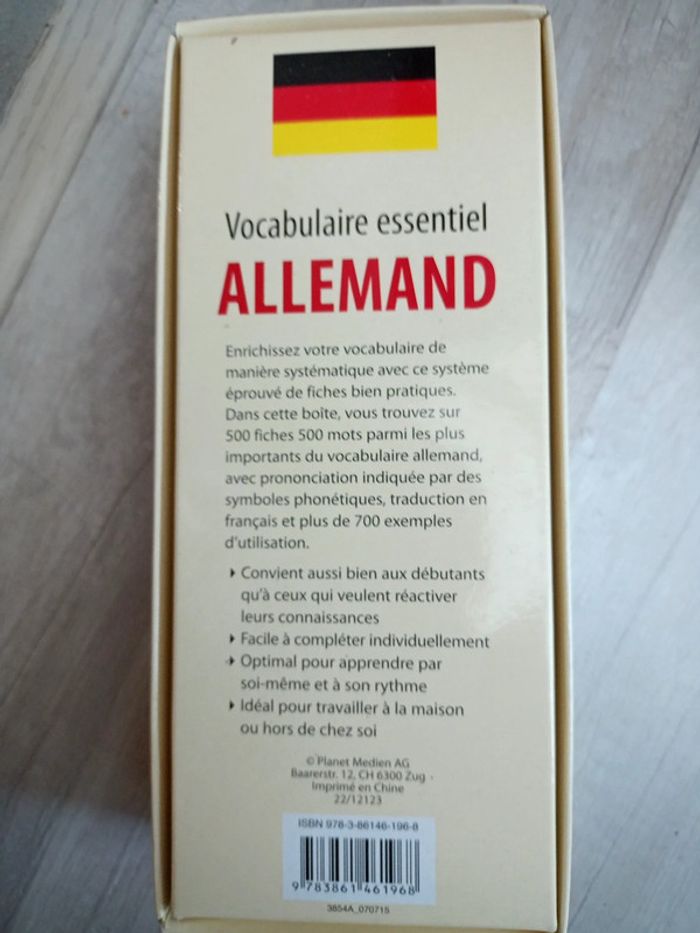 Vocabulaire essentiel
ALLEMAND
Enrichissez votre vocabulaire de
manière systématique avec ce système
éprouvé de fiches bien pratiques.
Dans cette boîte, vous trouvez sur
500 fiches 500 mots parmi les plus
importants du vocabulaire allemand,
avec prononciation indiquée par des
symboles phonétiques, traduction en
français et plus de 700 exemples
d'utilisation.
Convient aussi bien aux débutants
qu'à ceux qui veulent réactiver
leurs connaissances
Facile à compléter individuellement
Optimal pour apprendre par
soi-même et à son rythme
Idéal pour travailler à la maison
ou hors de chez soi
© Planet Medien AG
Baarerstr. 12, CH 6300 Zug
Imprimé en Chine
22/12123
ISBN 978-3-86146-196-8
9 783861 461968
3854A_070715